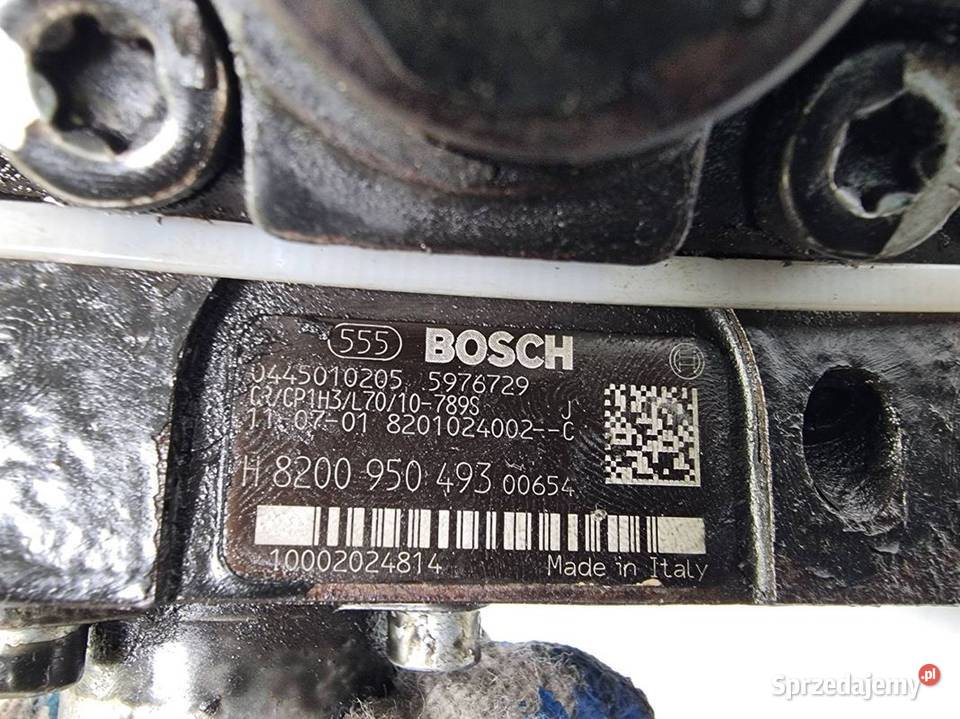 555 BOSCH
0445010205 5976729
CR/CP1H3/L70/10-789S J
11.07-01 8201024002--C
H 8200 950 493 00654
10002024814 Made in Italy
Sprzedajemy.pl